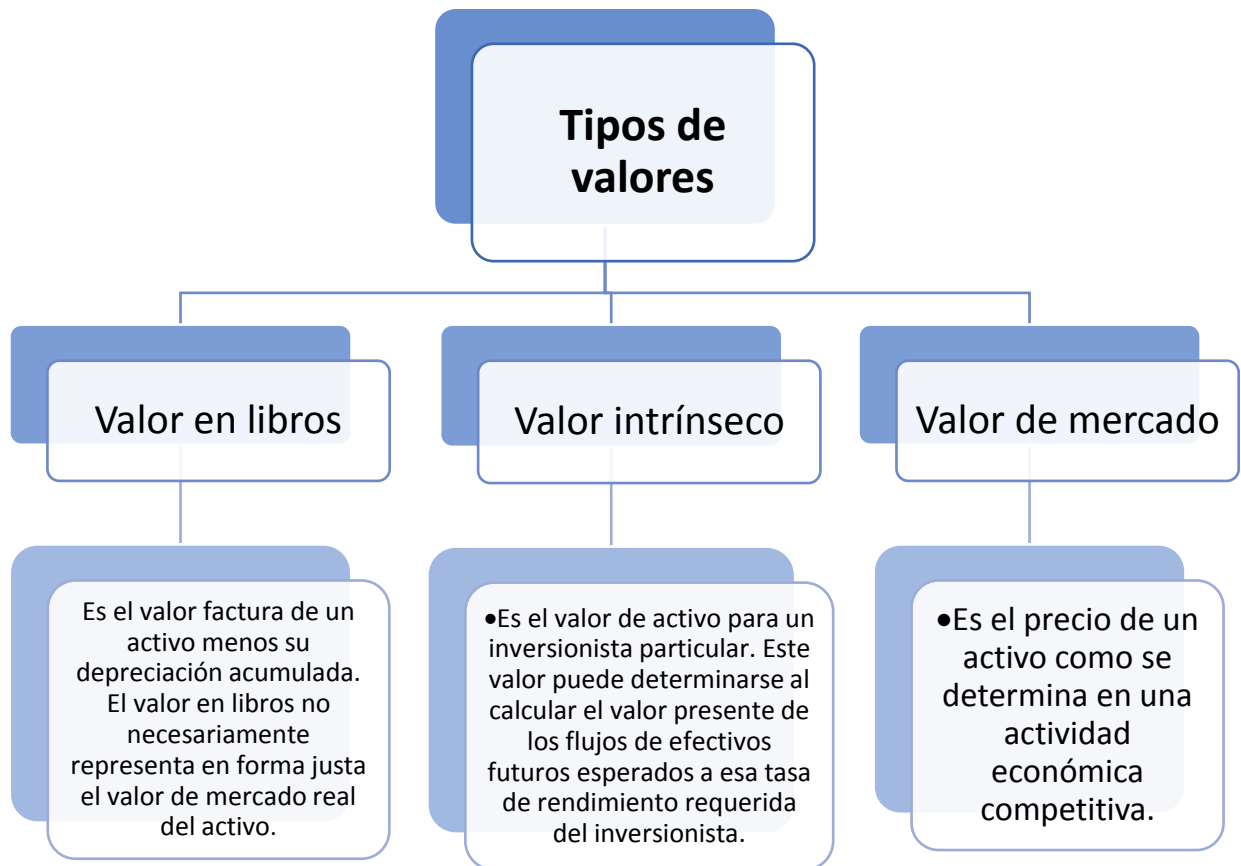 Tipos de
valores
Valor en libros
Valor intrínseco
Valor de mercado
Es el valor factura de un
activo menos su
depreciación acumulada.
El valor en libros no
necesariamente
representa en forma justa
el valor de mercado real
del activo.
•Es el valor de activo para un
inversionista particular. Este
valor puede determinarse al
calcular el valor presente de
los flujos de efectivos
futuros esperados a esa tasa
de rendimiento requerida
del inversionista.
•Es el precio de un
activo como se
determina en una
actividad
económica
competitiva.